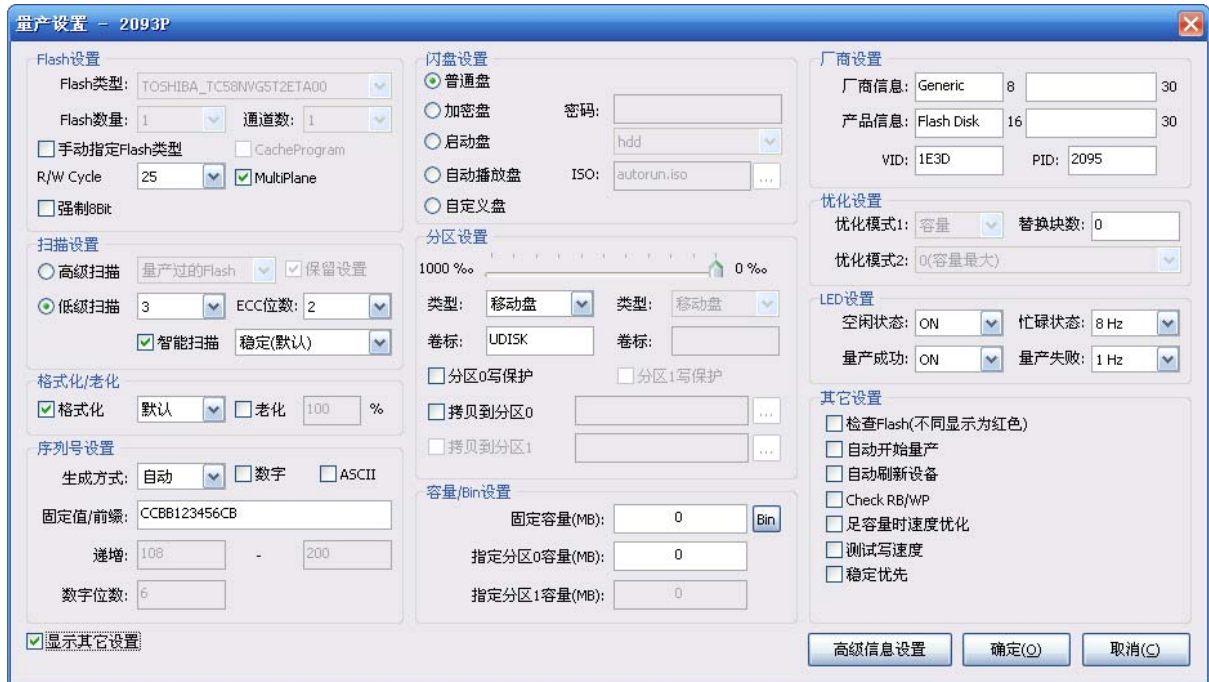 量产设置 - 2093P
Flash设置
Flash类型: TOSHIBA_TC58NVG5T2ETA00
Flash数量: 1 通道数: 1
手动指定Flash类型 CacheProgram
R/W Cycle 25 MultiPlane
强制8Bit
扫描设置
高级扫描 量产过的Flash 保留设置
低级扫描 3 ECC位数: 2
智能扫描 稳定(默认)
格式化/老化
格式化 默认 老化 100 %
序列号设置
生成方式: 自动 数字 ASCII
固定值/前缀: CCBB123456CB
递增: 108 - 200
数字位数: 6
显示其它设置
闪盘设置
普通盘
加密盘 密码:
启动盘 hdd
自动播放盘 ISO: autorun.iso ...
自定义盘
分区设置
1000 ‰ 0 ‰
类型: 移动盘 类型: 移动盘
卷标: UDISK 卷标:
分区0写保护 分区1写保护
拷贝到分区0 ...
拷贝到分区1 ...
容量/Bin设置
固定容量(MB): 0 Bin
指定分区0容量(MB): 0
指定分区1容量(MB): 0
厂商设置
厂商信息: Generic 8 30
产品信息: Flash Disk 16 30
VID: 1E3D PID: 2095
优化设置
优化模式1: 容量 替换块数: 0
优化模式2: 0(容量最大)
LED设置
空闲状态: ON 忙碌状态: 8 Hz
量产成功: ON 量产失败: 1 Hz
其它设置
检查Flash(不同显示为红色)
自动开始量产
自动刷新设备
Check RB/WP
足容量时速度优化
测试写速度
稳定优先
高级信息设置 确定(O) 取消(C)